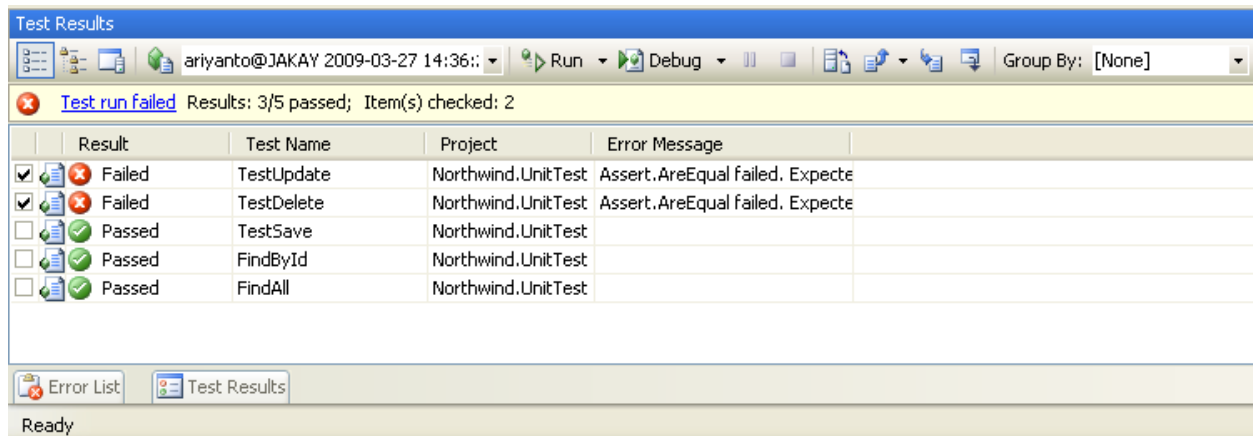 Test Results
ariyanto@JAKAY 2009-03-27 14:36:: Run Debug Group By: [None]
Test run failed Results: 3/5 passed; Item(s) checked: 2
Result Test Name Project Error Message
Failed TestUpdate Northwind.UnitTest Assert.AreEqual failed. Expecte
Failed TestDelete Northwind.UnitTest Assert.AreEqual failed. Expecte
Passed TestSave Northwind.UnitTest
Passed FindById Northwind.UnitTest
Passed FindAll Northwind.UnitTest
Error List Test Results
Ready